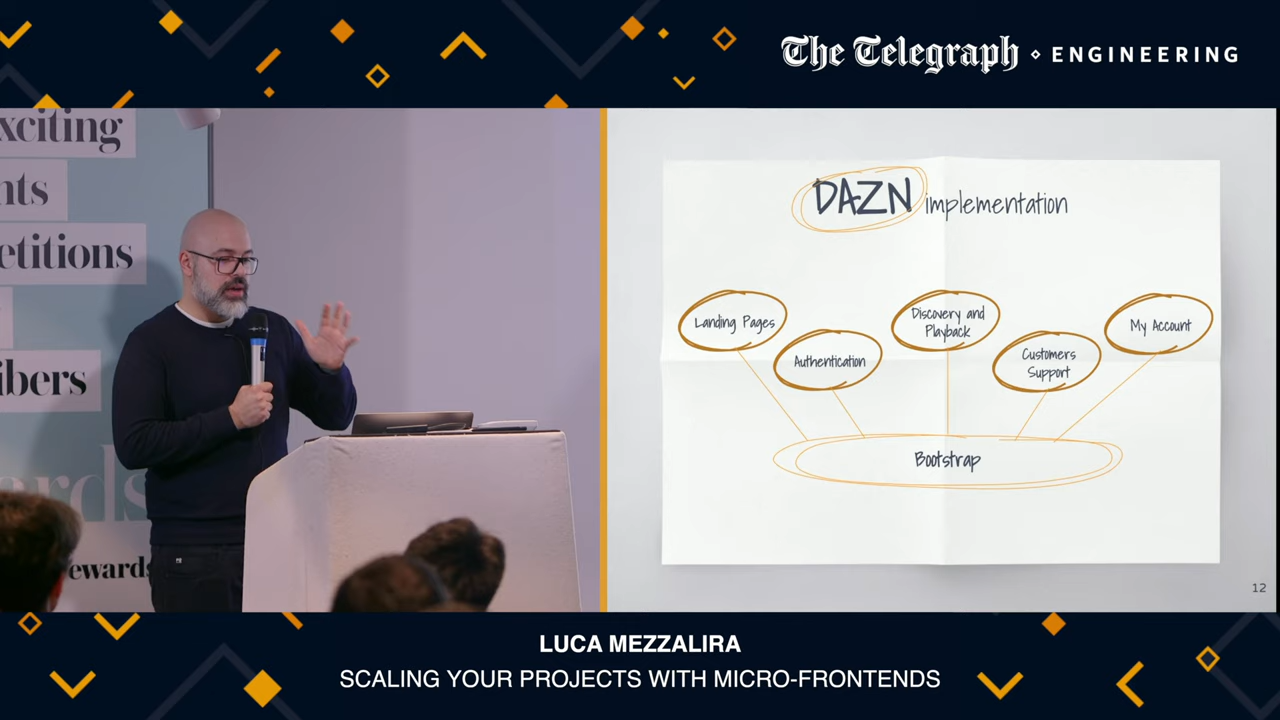 The Telegraph ENGINEERING
xciting
nts
etitions
ibers
rds
ewards
DAZN implementation
Landing Pages
Authentication
Discovery and
Playback
Customers
Support
My Account
Bootstrap
12
LUCA MEZZALIRA
SCALING YOUR PROJECTS WITH MICRO-FRONTENDS